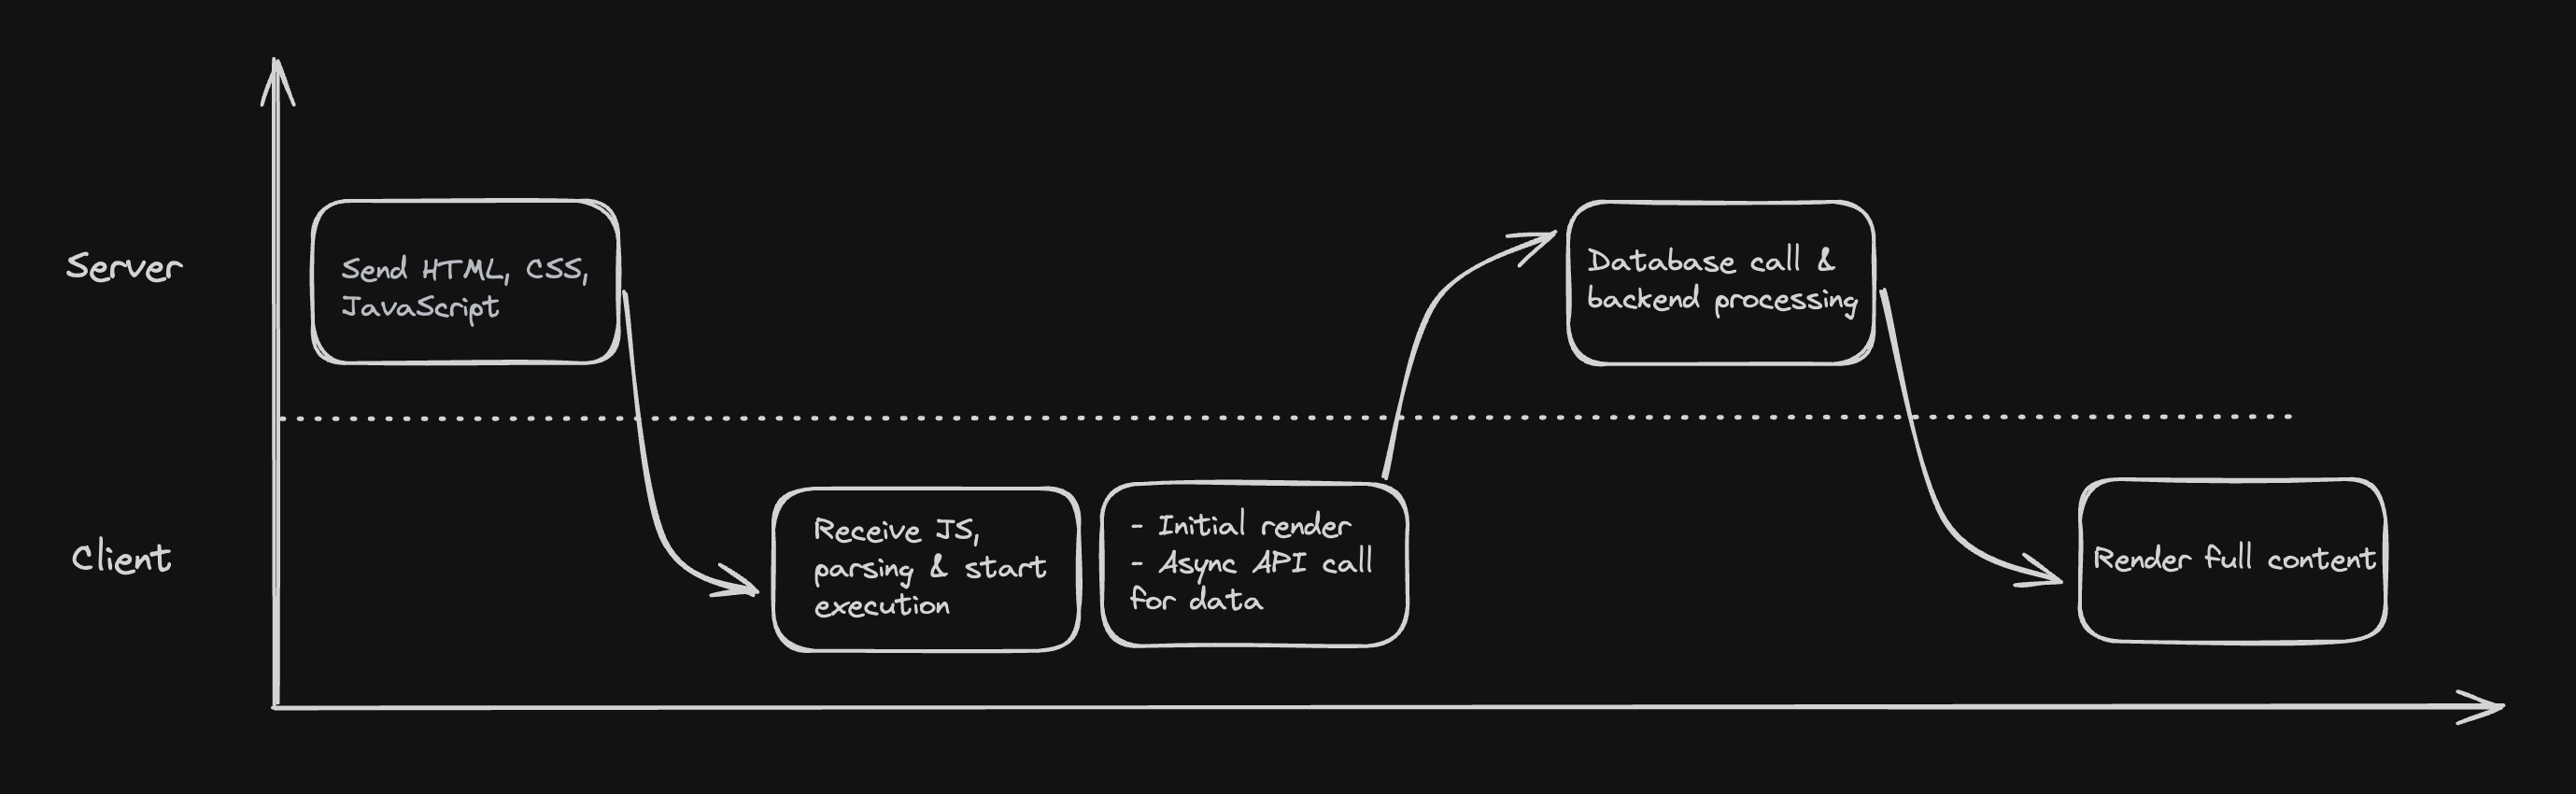 Server
Send HTML, CSS,
JavaScript
Database call &
backend processing
Client
Receive JS,
parsing & start
execution
- Initial render
- Async API call
for data
Render full content